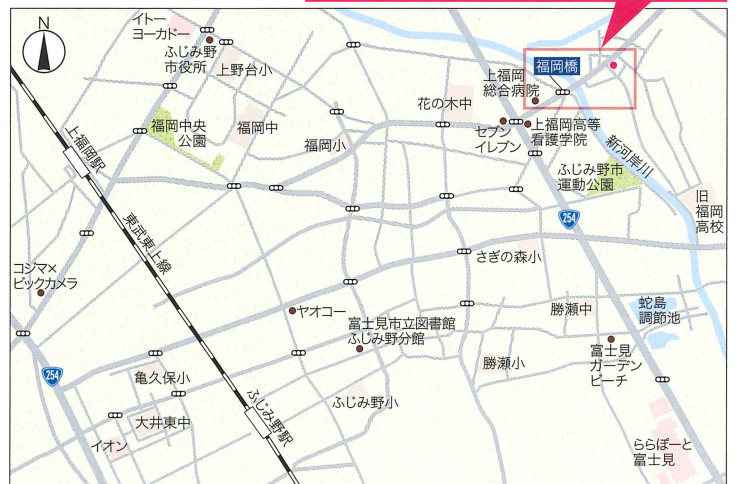 N
イトー
ヨーカドー
ふじみ野
市役所
上野台小
上福岡
総合病院
福岡橋
花の木中
セブン
イレブン
上福岡高等
看護学院
新河岸川
福岡中央
公園
福岡中
福岡小
ふじみ野市
運動公園
旧
福岡
高校
上福岡駅
東武東上線
254
さぎの森小
コジマ×
ビックカメラ
ヤオコー
富士見市立図書館
ふじみ野分館
勝瀬中
蛇島
調節池
富士見
ガーデン
ビーチ
勝瀬小
254
亀久保小
大井東中
イオン
ふじみ野駅
ふじみ野小
ららぽーと
富士見